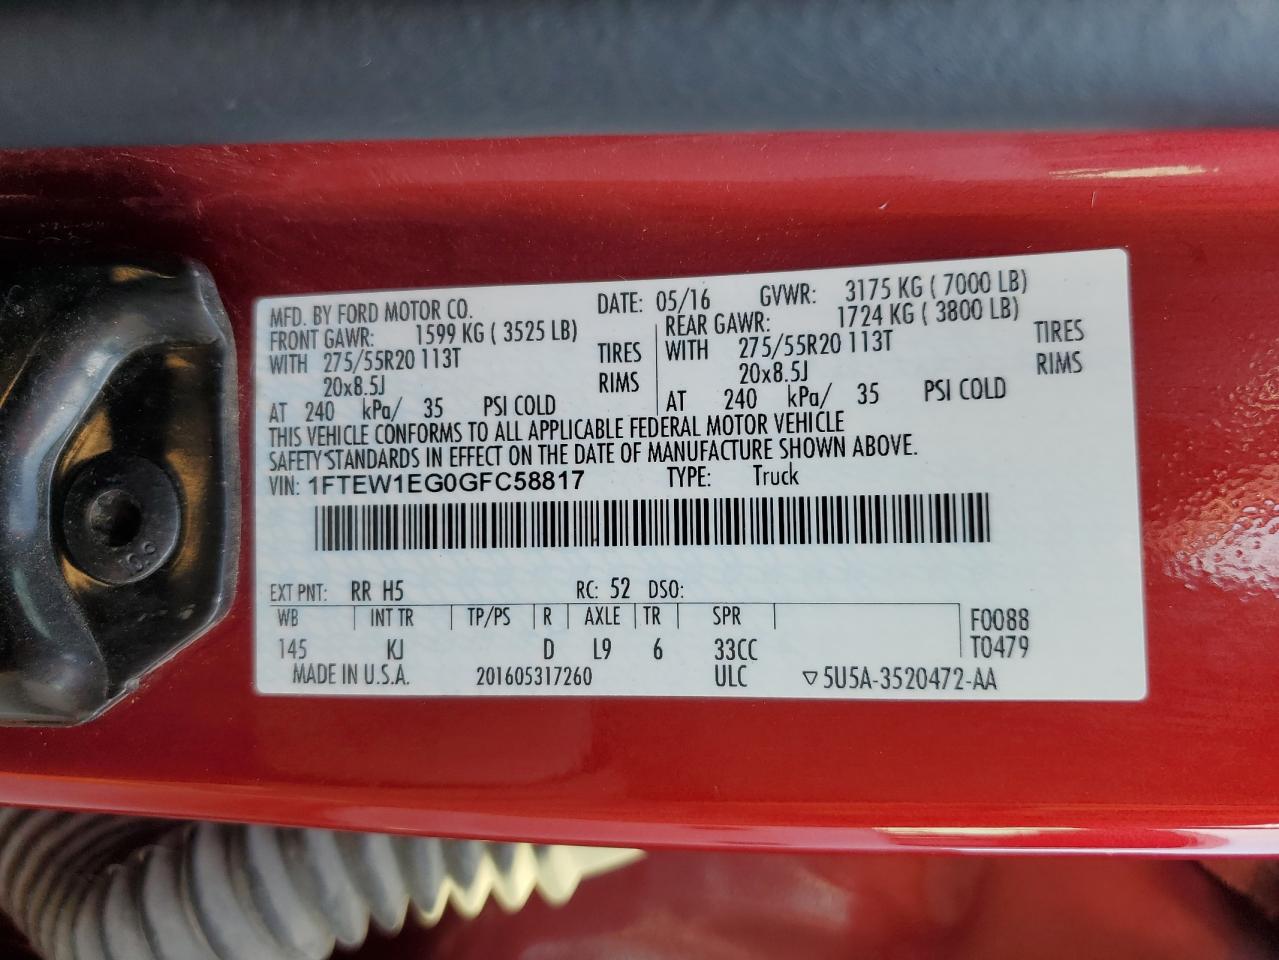 MFD. BY FORD MOTOR CO. DATE: 05/16 GVWR: 3175 KG ( 7000 LB)
FRONT GAWR: 1599 KG ( 3525 LB) REAR GAWR: 1724 KG ( 3800 LB)
WITH 275/55R20 113T TIRES WITH 275/55R20 113T TIRES
20x8.5J RIMS 20x8.5J RIMS
AT 240 kPa/ 35 PSI COLD AT 240 kPa/ 35 PSI COLD
THIS VEHICLE CONFORMS TO ALL APPLICABLE FEDERAL MOTOR VEHICLE
SAFETY STANDARDS IN EFFECT ON THE DATE OF MANUFACTURE SHOWN ABOVE.
VIN: 1FTEW1EG0GFC58817 TYPE: Truck
EXT PNT: RR H5 RC: 52 DSO:
WB INT TR TP/PS R AXLE TR SPR F0088
145 KJ D L9 6 33CC T0479
MADE IN U.S.A. 201605317260 ULC ▽5U5A-3520472-AA